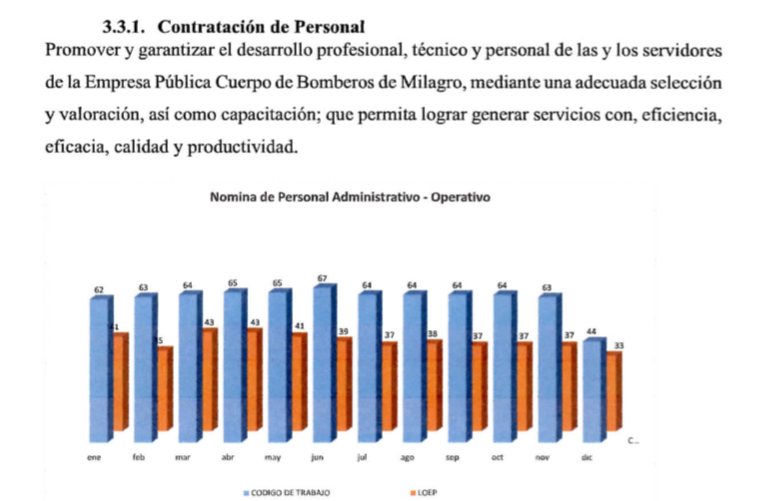 3.3.1. Contratación de Personal
Promover y garantizar el desarrollo profesional, técnico y personal de las y los servidores
de la Empresa Pública Cuerpo de Bomberos de Milagro, mediante una adecuada selección
y valoración, así como capacitación; que permita lograr generar servicios con, eficiencia,
eficacia, calidad y productividad.
Nomina de Personal Administrativo - Operativo
62 63 64 65 65 67 64 64 64 64 63 44
43 43 41 39 37 38 37 37 37 33
C..
ene feb mar abr may jun jul ago sep oct nov dic
CODIGO DE TRABAJO LOEP